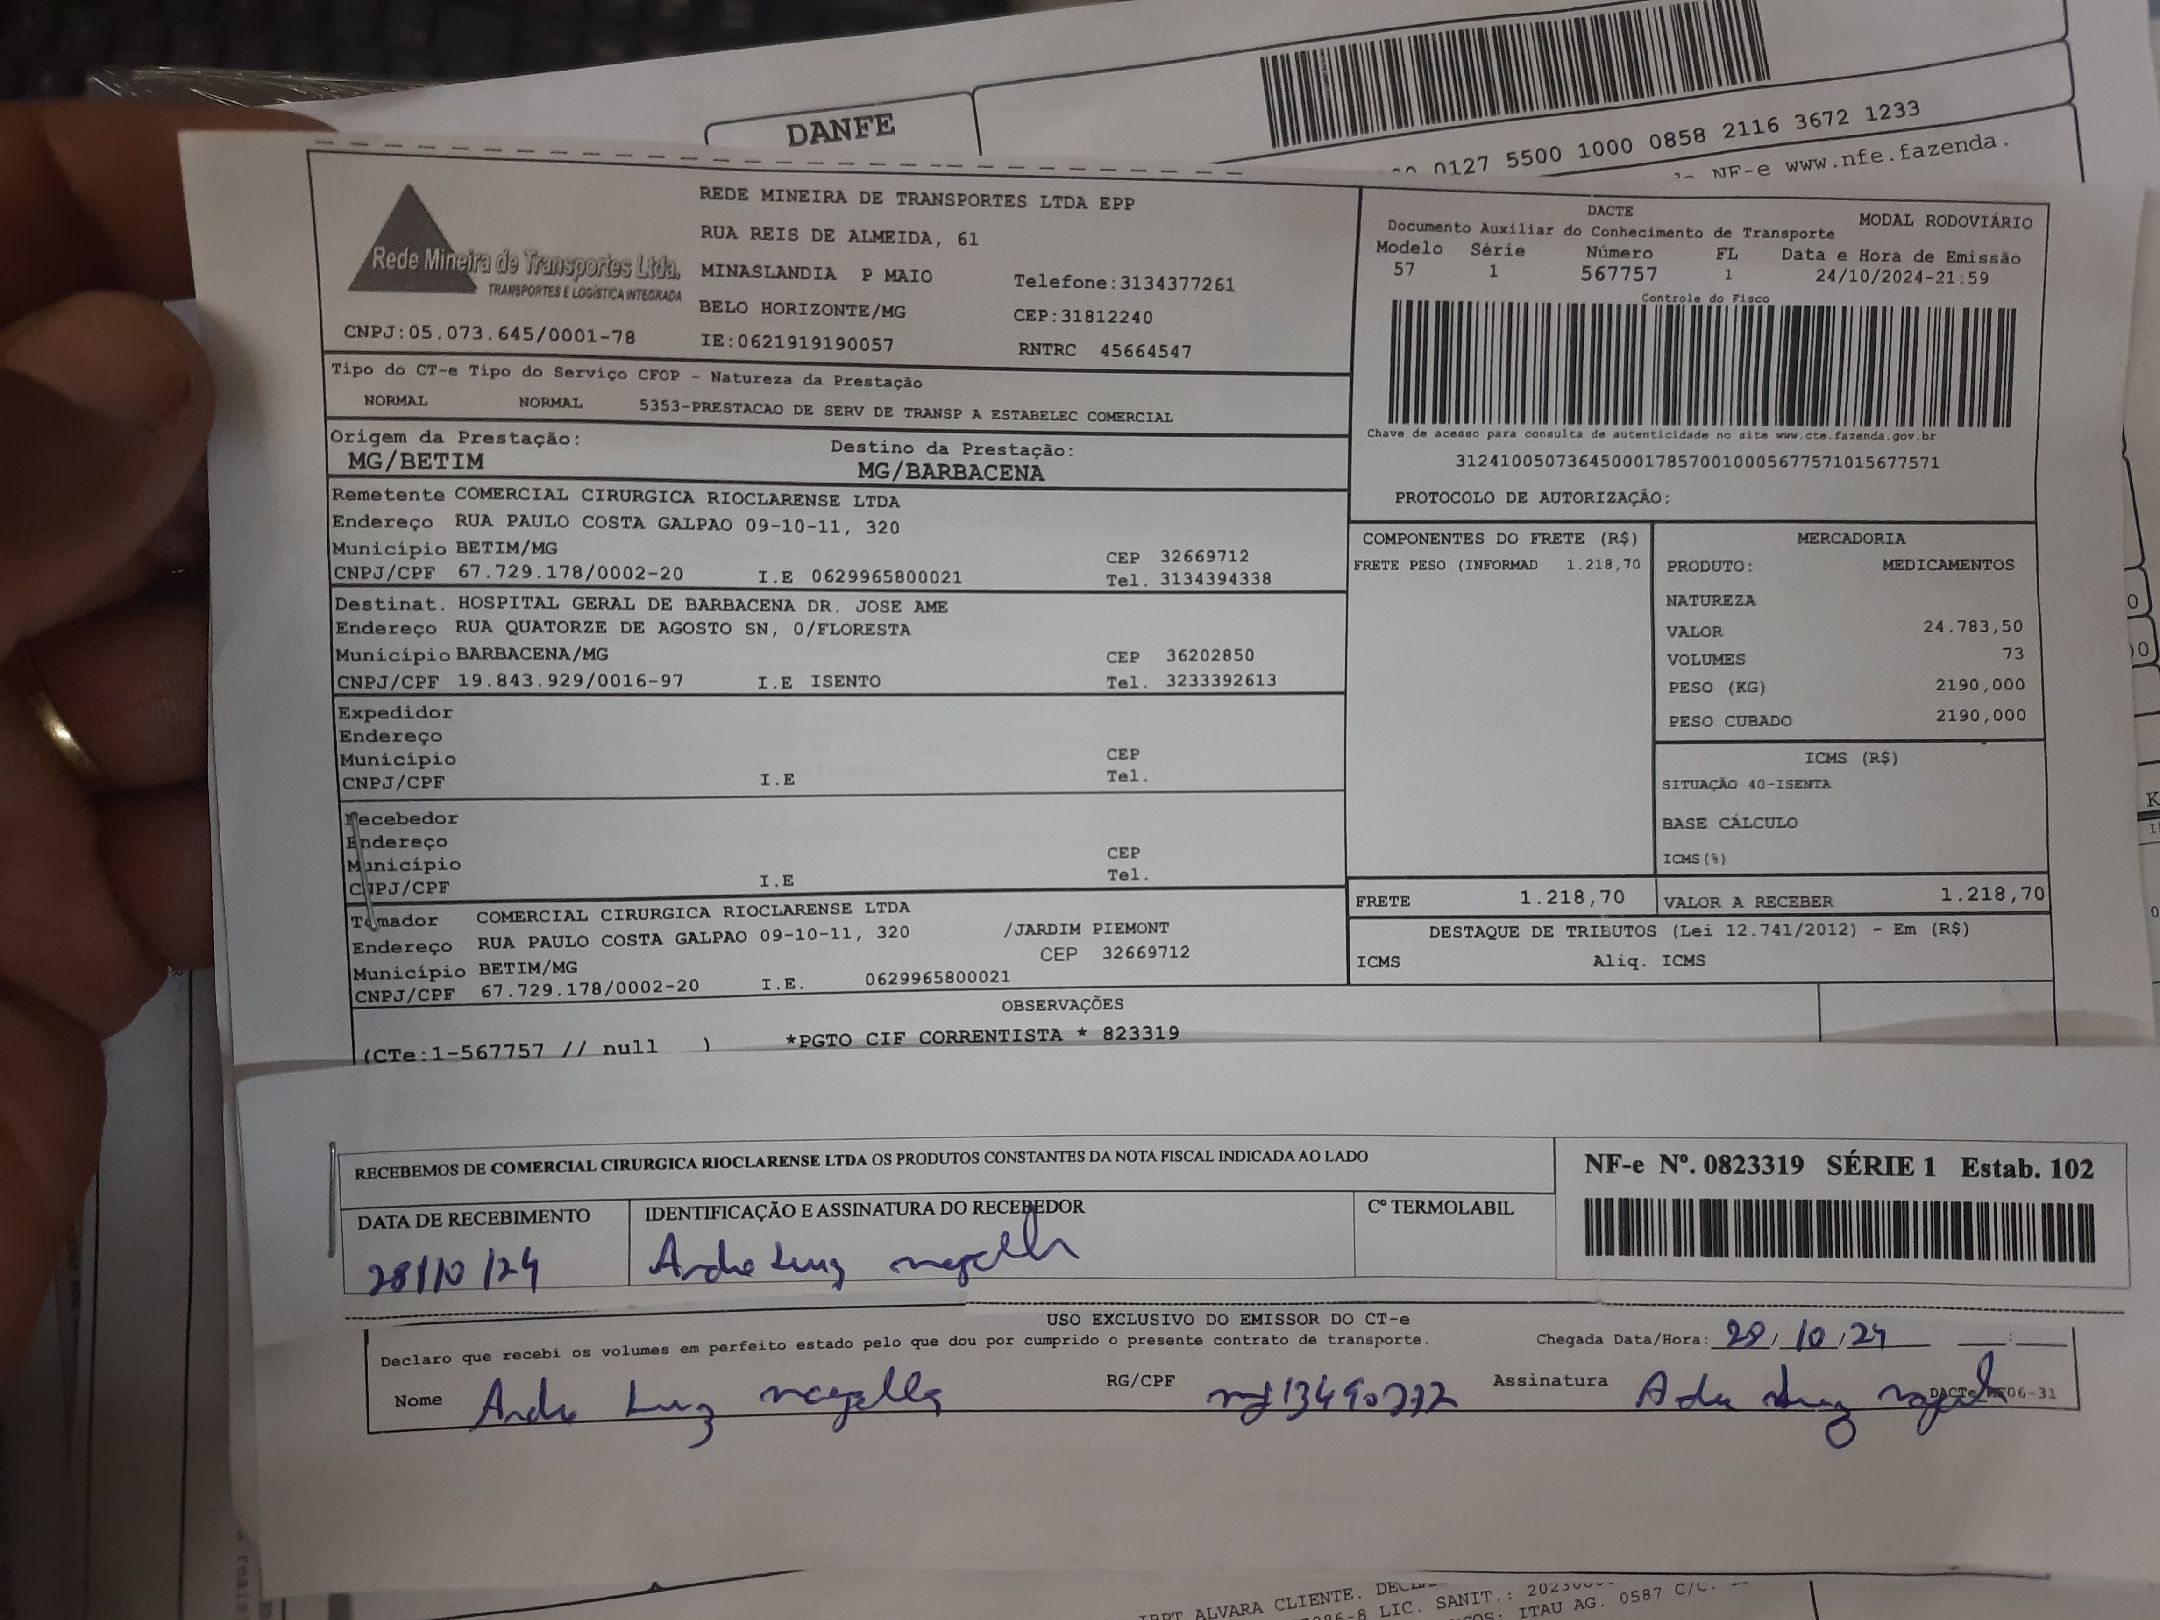 DANFE
0127 5500 1000 0858 2116 3672 1233
NF-e www.nfe.fazenda.
Rede Mineira de Transportes Ltda.
TRANSPORTES E LOGÍSTICA INTEGRADA
CNPJ:05.073.645/0001-78
REDE MINEIRA DE TRANSPORTES LTDA EPP
RUA REIS DE ALMEIDA, 61
MINASLANDIA P MAIO Telefone:3134377261
BELO HORIZONTE/MG CEP:31812240
IE:0621919190057 RNTRC 45664547
DACTE MODAL RODOVIÁRIO
Documento Auxiliar do Conhecimento de Transporte
Modelo Série Número FL Data e Hora de Emissão
57 1 567757 1 24/10/2024-21:59
Controle do Fisco
Chave de acesso para consulta de autenticidade no site www.cte.fazenda.gov.br
31241005073645000178570010005677571015677571
PROTOCOLO DE AUTORIZAÇÃO:
Tipo do CT-e Tipo do Serviço CFOP - Natureza da Prestação
NORMAL NORMAL 5353-PRESTACAO DE SERV DE TRANSP A ESTABELEC COMERCIAL
Origem da Prestação: Destino da Prestação:
MG/BETIM MG/BARBACENA
Remetente COMERCIAL CIRURGICA RIOCLARENSE LTDA
Endereço RUA PAULO COSTA GALPAO 09-10-11, 320
Município BETIM/MG CEP 32669712
CNPJ/CPF 67.729.178/0002-20 I.E 0629965800021 Tel. 3134394338
Destinat. HOSPITAL GERAL DE BARBACENA DR. JOSE AME
Endereço RUA QUATORZE DE AGOSTO SN, 0/FLORESTA
Município BARBACENA/MG CEP 36202850
CNPJ/CPF 19.843.929/0016-97 I.E ISENTO Tel. 3233392613
Expedidor
Endereço
Município CEP
CNPJ/CPF I.E Tel.
Recebedor
Endereço
Município CEP
CNPJ/CPF I.E Tel.
Tomador COMERCIAL CIRURGICA RIOCLARENSE LTDA
Endereço RUA PAULO COSTA GALPAO 09-10-11, 320 /JARDIM PIEMONT
Município BETIM/MG CEP 32669712
CNPJ/CPF 67.729.178/0002-20 I.E. 0629965800021
COMPONENTES DO FRETE (R$)
FRETE PESO (INFORMAD 1.218,70
MERCADORIA
PRODUTO: MEDICAMENTOS
NATUREZA
VALOR 24.783,50
VOLUMES 73
PESO (KG) 2190,000
PESO CUBADO 2190,000
ICMS (R$)
SITUAÇÃO 40-ISENTA
BASE CÁLCULO
ICMS(%)
FRETE 1.218,70 VALOR A RECEBER 1.218,70
DESTAQUE DE TRIBUTOS (Lei 12.741/2012) - Em (R$)
ICMS Aliq. ICMS
OBSERVAÇÕES
(CTe:1-567757 // null ) *PGTO CIF CORRENTISTA * 823319
RECEBEMOS DE COMERCIAL CIRURGICA RIOCLARENSE LTDA OS PRODUTOS CONSTANTES DA NOTA FISCAL INDICADA AO LADO
NF-e Nº. 0823319 SÉRIE 1 Estab. 102
DATA DE RECEBIMENTO IDENTIFICAÇÃO E ASSINATURA DO RECEBEDOR Cº TERMOLABIL
28/10/24 Andre Luiz
USO EXCLUSIVO DO EMISSOR DO CT-e
Declaro que recebi os volumes em perfeito estado pelo que dou por cumprido o presente contrato de transporte. Chegada Data/Hora: 28/10/24 __:__
Nome Andre Luiz RG/CPF Assinatura
06-31
ALVARA CLIENTE.
LIC. SANIT.:
ITAU AG. 0587 C/C.